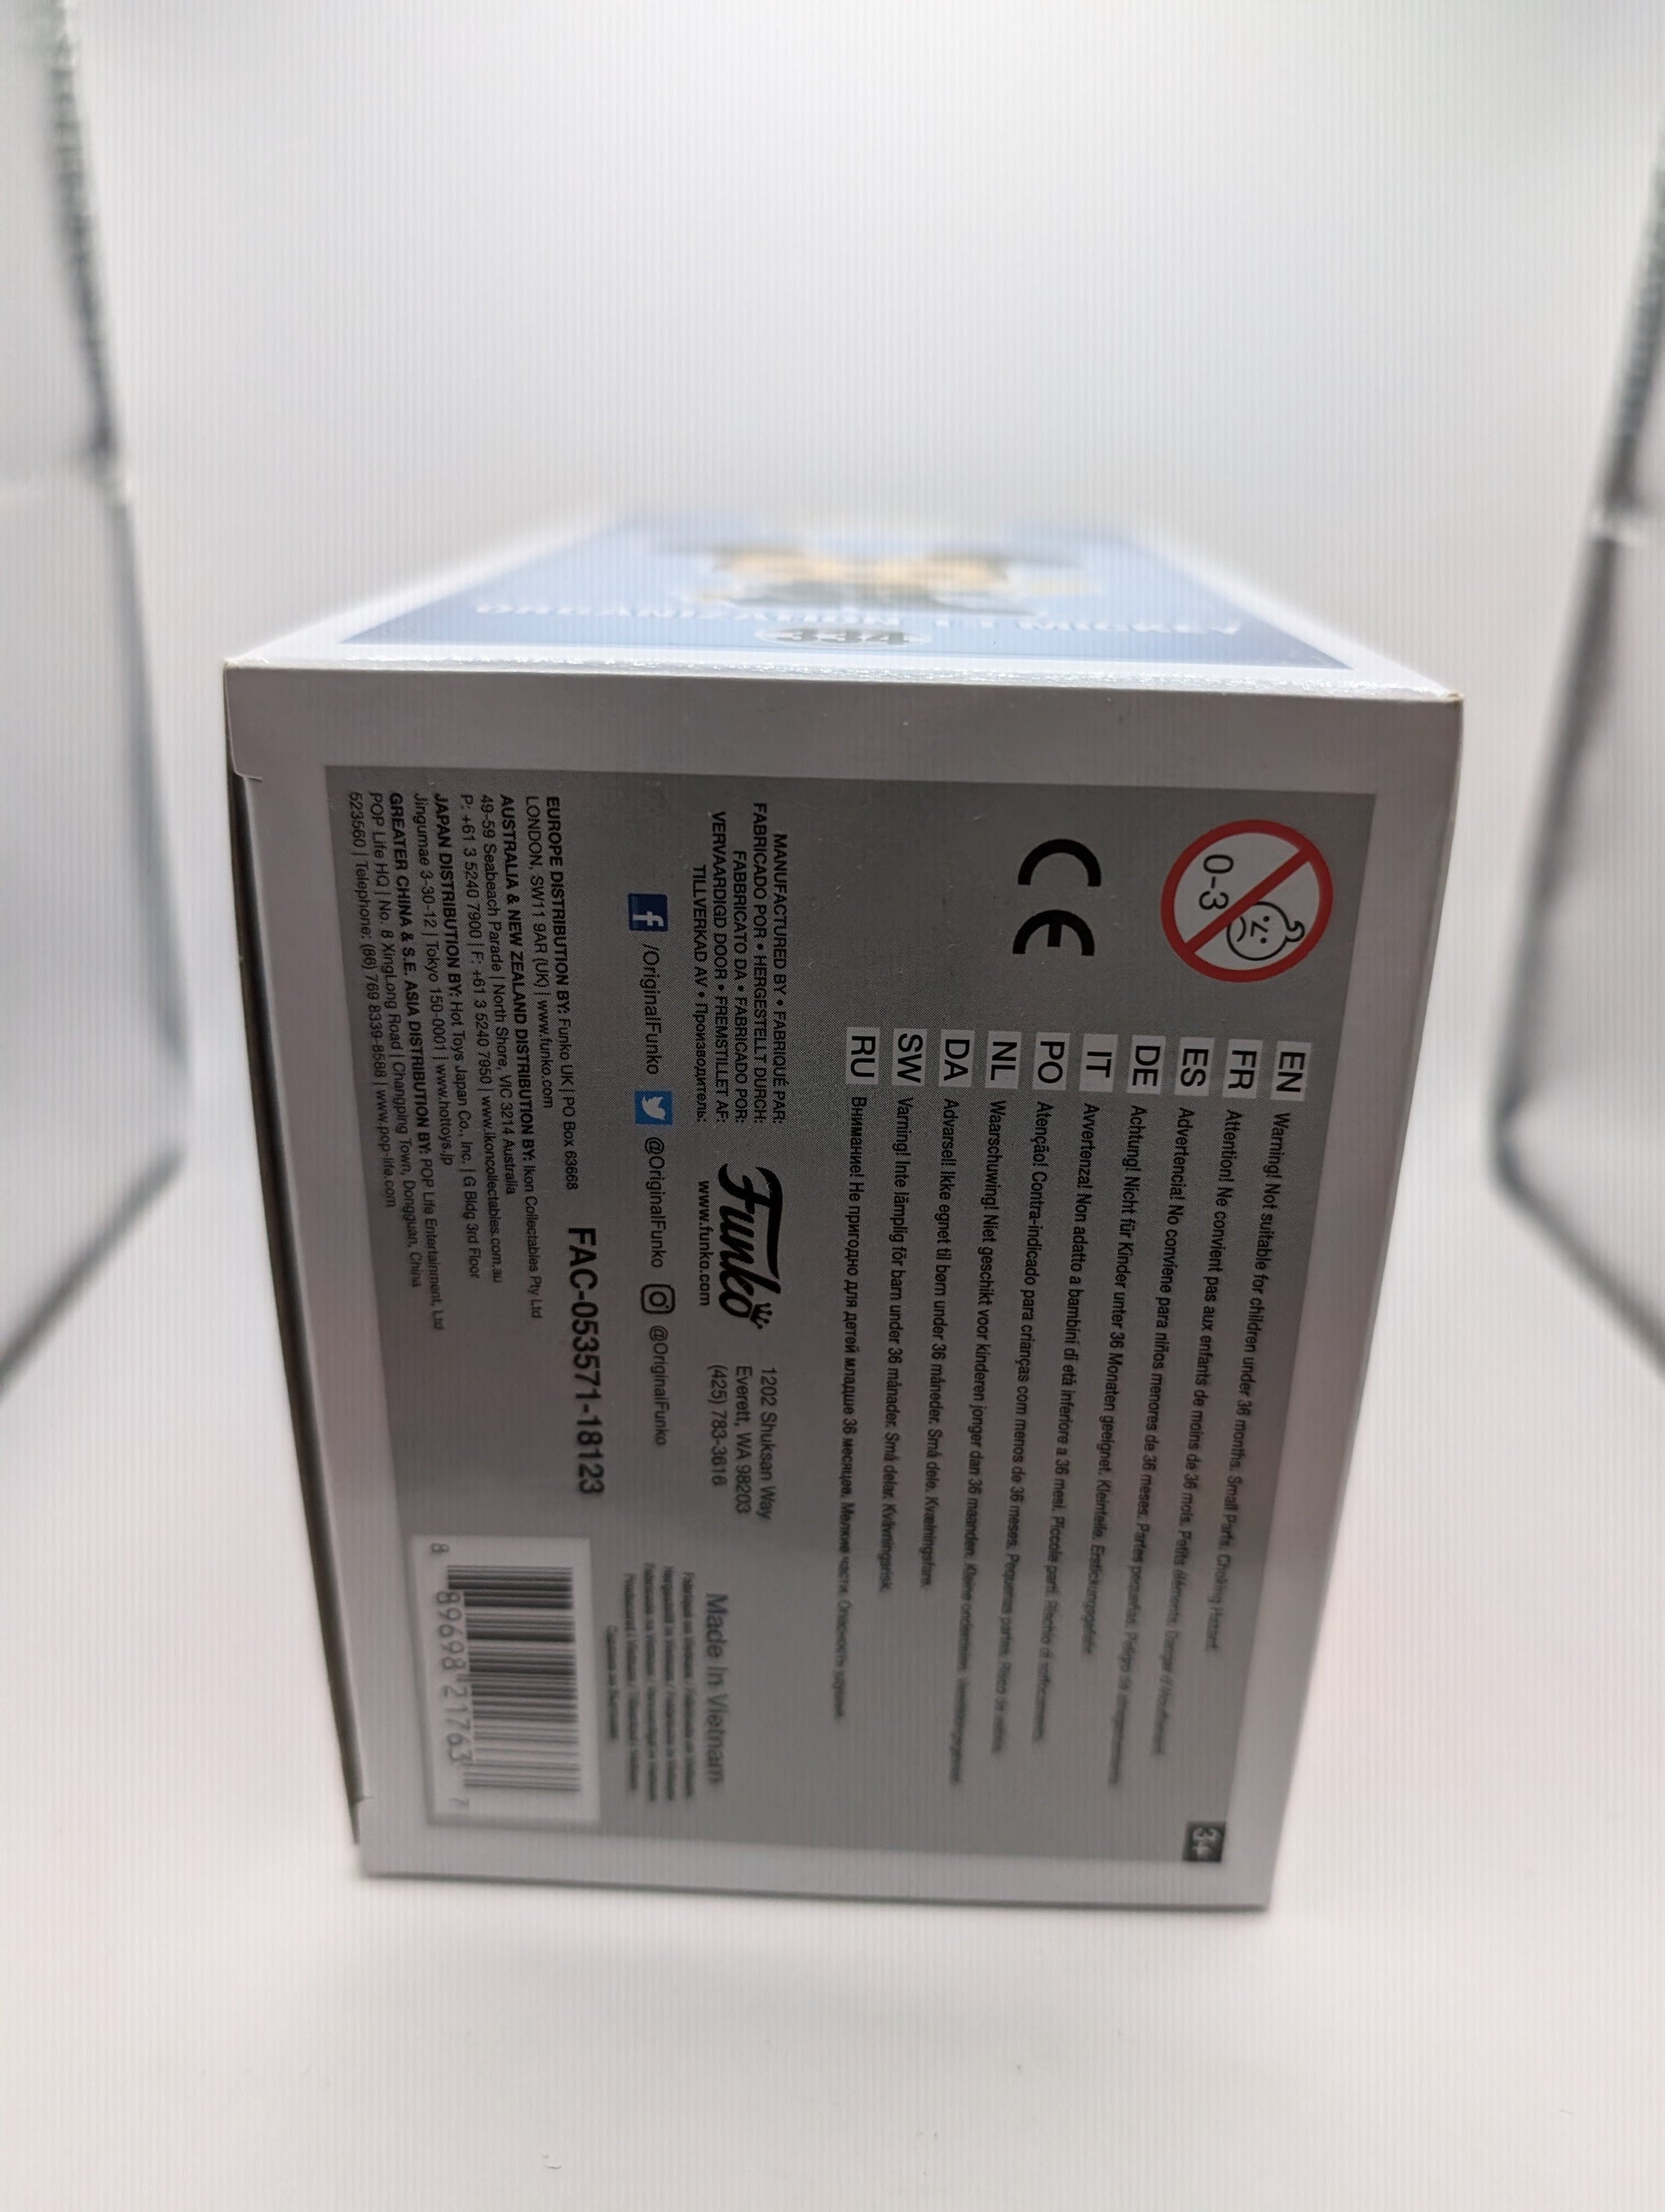 ORGANIZATION 13 MICKEY
334
0-3
CE
EN Warning! Not suitable for children under 36 months. Small Parts. Choking Hazard.
FR Attention! Ne convient pas aux enfants de moins de 36 mois. Petits éléments. Danger
ES Advertencia! No conviene para niños menores de 36 meses. Partes pequeñas. Peligro de
DE Achtung! Nicht für Kinder unter 36 Monaten geeignet. Kleinteile. Erstickungsgefahr.
IT Avvertenza! Non adatto a bambini di età inferiore a 36 mesi. Piccole parti. Rischio di soffocamento.
PO Atenção! Contra-indicado para crianças com menos de 36 meses. Pequenas partes. Risco de
NL Waarschuwing! Niet geschikt voor kinderen jonger dan 36 maanden. Kleine onderdelen.
DA Advarsel! Ikke egnet til børn under 36 måneder. Små dele. Kvælningsfare.
SW Varning! Inte lämplig för barn under 36 månader. Små delar. Kvävningsrisk.
RU Внимание! Не пригодно для детей младше 36 месяцев. Мелкие части. Опасность удушья.
3+
MANUFACTURED BY • FABRIQUÉ PAR:
FABRICADO POR • HERGESTELLT DURCH:
FABBRICATO DA • FABRICADO POR:
VERVAARDIGD DOOR • FREMSTILLET AF:
TILLVERKAD AV • Производитель:
Funko
www.funko.com
1202 Shuksan Way
Everett, WA 98203
(425) 783-3616
Made in Vietnam
f /OriginalFunko @OriginalFunko @OriginalFunko
FAC-053571-18123
EUROPE DISTRIBUTION BY: Funko UK | PO Box 63668
LONDON, SW11 9AR (UK) | www.funko.com
AUSTRALIA & NEW ZEALAND DISTRIBUTION BY: Ikon Collectables Pty Ltd
49-59 Seabeach Parade | North Shore, VIC 3214 Australia
P: +61 3 5240 7900 | F: +61 3 5240 7950 | www.ikoncollectables.com.au
JAPAN DISTRIBUTION BY: Hot Toys Japan Co., Inc. | G Bldg 3rd Floor
Jingumae 3-30-12 | Tokyo 150-0001 | www.hottoys.jp
GREATER CHINA & S.E. ASIA DISTRIBUTION BY: POP Life Entertainment, Ltd
POP Life HQ | No. 8 XingLong Road | Changping Town, Dongguan, China
523560 | Telephone: (86) 769 8339-8588 | www.pop-life.com
8 89698 21763 7